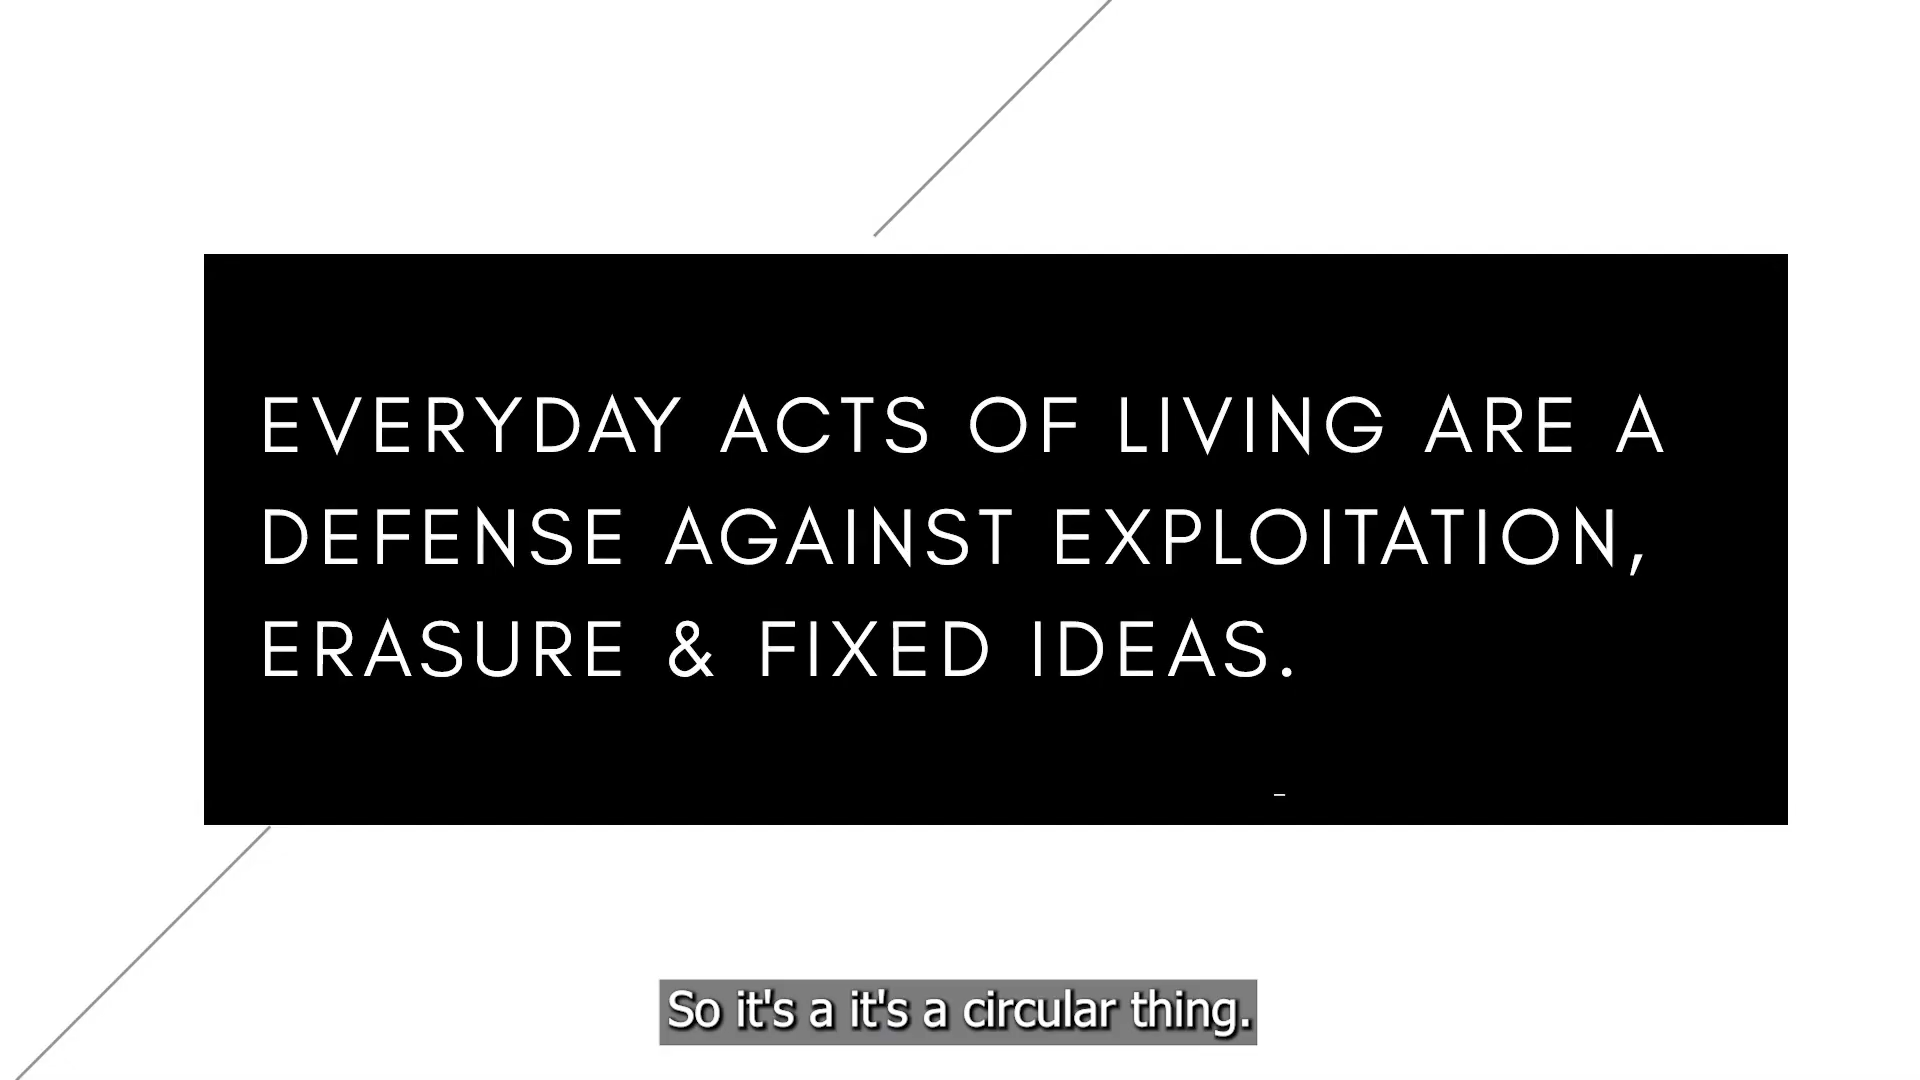 EVERYDAY ACTS OF LIVING ARE A
DEFENSE AGAINST EXPLOITATION,
ERASURE & FIXED IDEAS.
–
So it's a it's a circular thing.